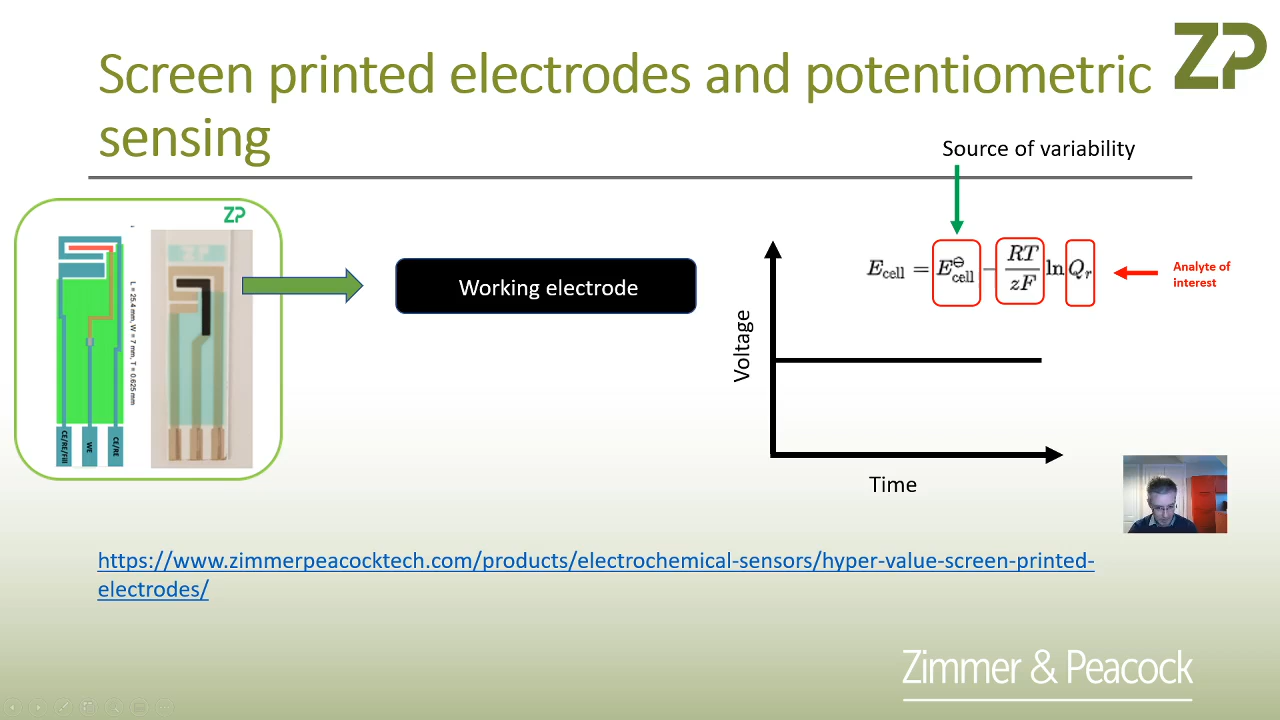 Screen printed electrodes and potentiometric
sensing
ZP
Source of variability
ZP
L = 25.4 mm, W = 7 mm, T = 0.625 mm
CE/RE/Fill
WE
CE/RE
Working electrode
E_cell = E^⊖_cell − RT/zF ln Q_r
Analyte of
interest
Voltage
Time
https://www.zimmerpeacocktech.com/products/electrochemical-sensors/hyper-value-screen-printed-
electrodes/
Zimmer & Peacock